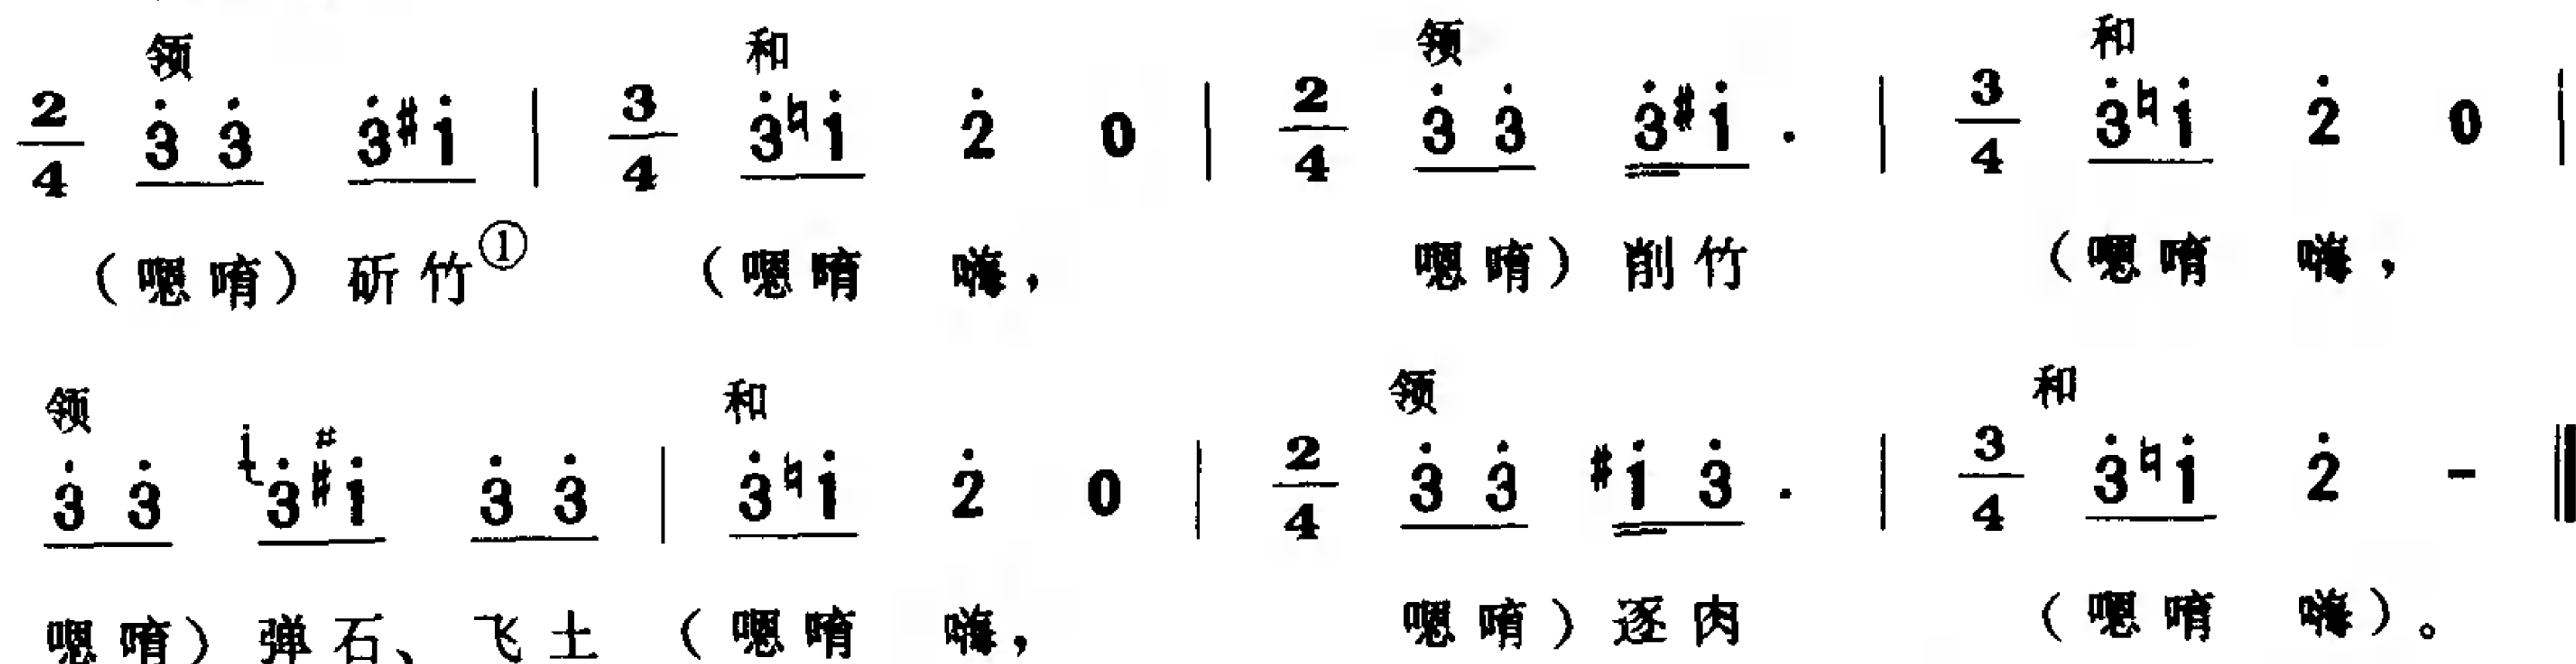 领 和 领 和
2/4 3̇ 3̇ 3̇ #1̇ | 3/4 3̇ ♮1̇ 2̇ 0 | 2/4 3̇ 3̇ 3̇ #1̇ · | 3/4 3̇ ♮1̇ 2̇ 0 |
（嗯唷）斫竹① （嗯唷 嗨， 嗯唷）削竹 （嗯唷 嗨，
领 和 领 和
3̇ 3̇ 3̇ #1̇ 3̇ 3̇ | 3̇ ♮1̇ 2̇ 0 | 2/4 3̇ 3̇ #1̇ 3̇ · | 3/4 3̇ ♮1̇ 2̇ - ‖
嗯唷）弹石、飞土（嗯唷 嗨， 嗯唷）逐肉 （嗯唷 嗨）。